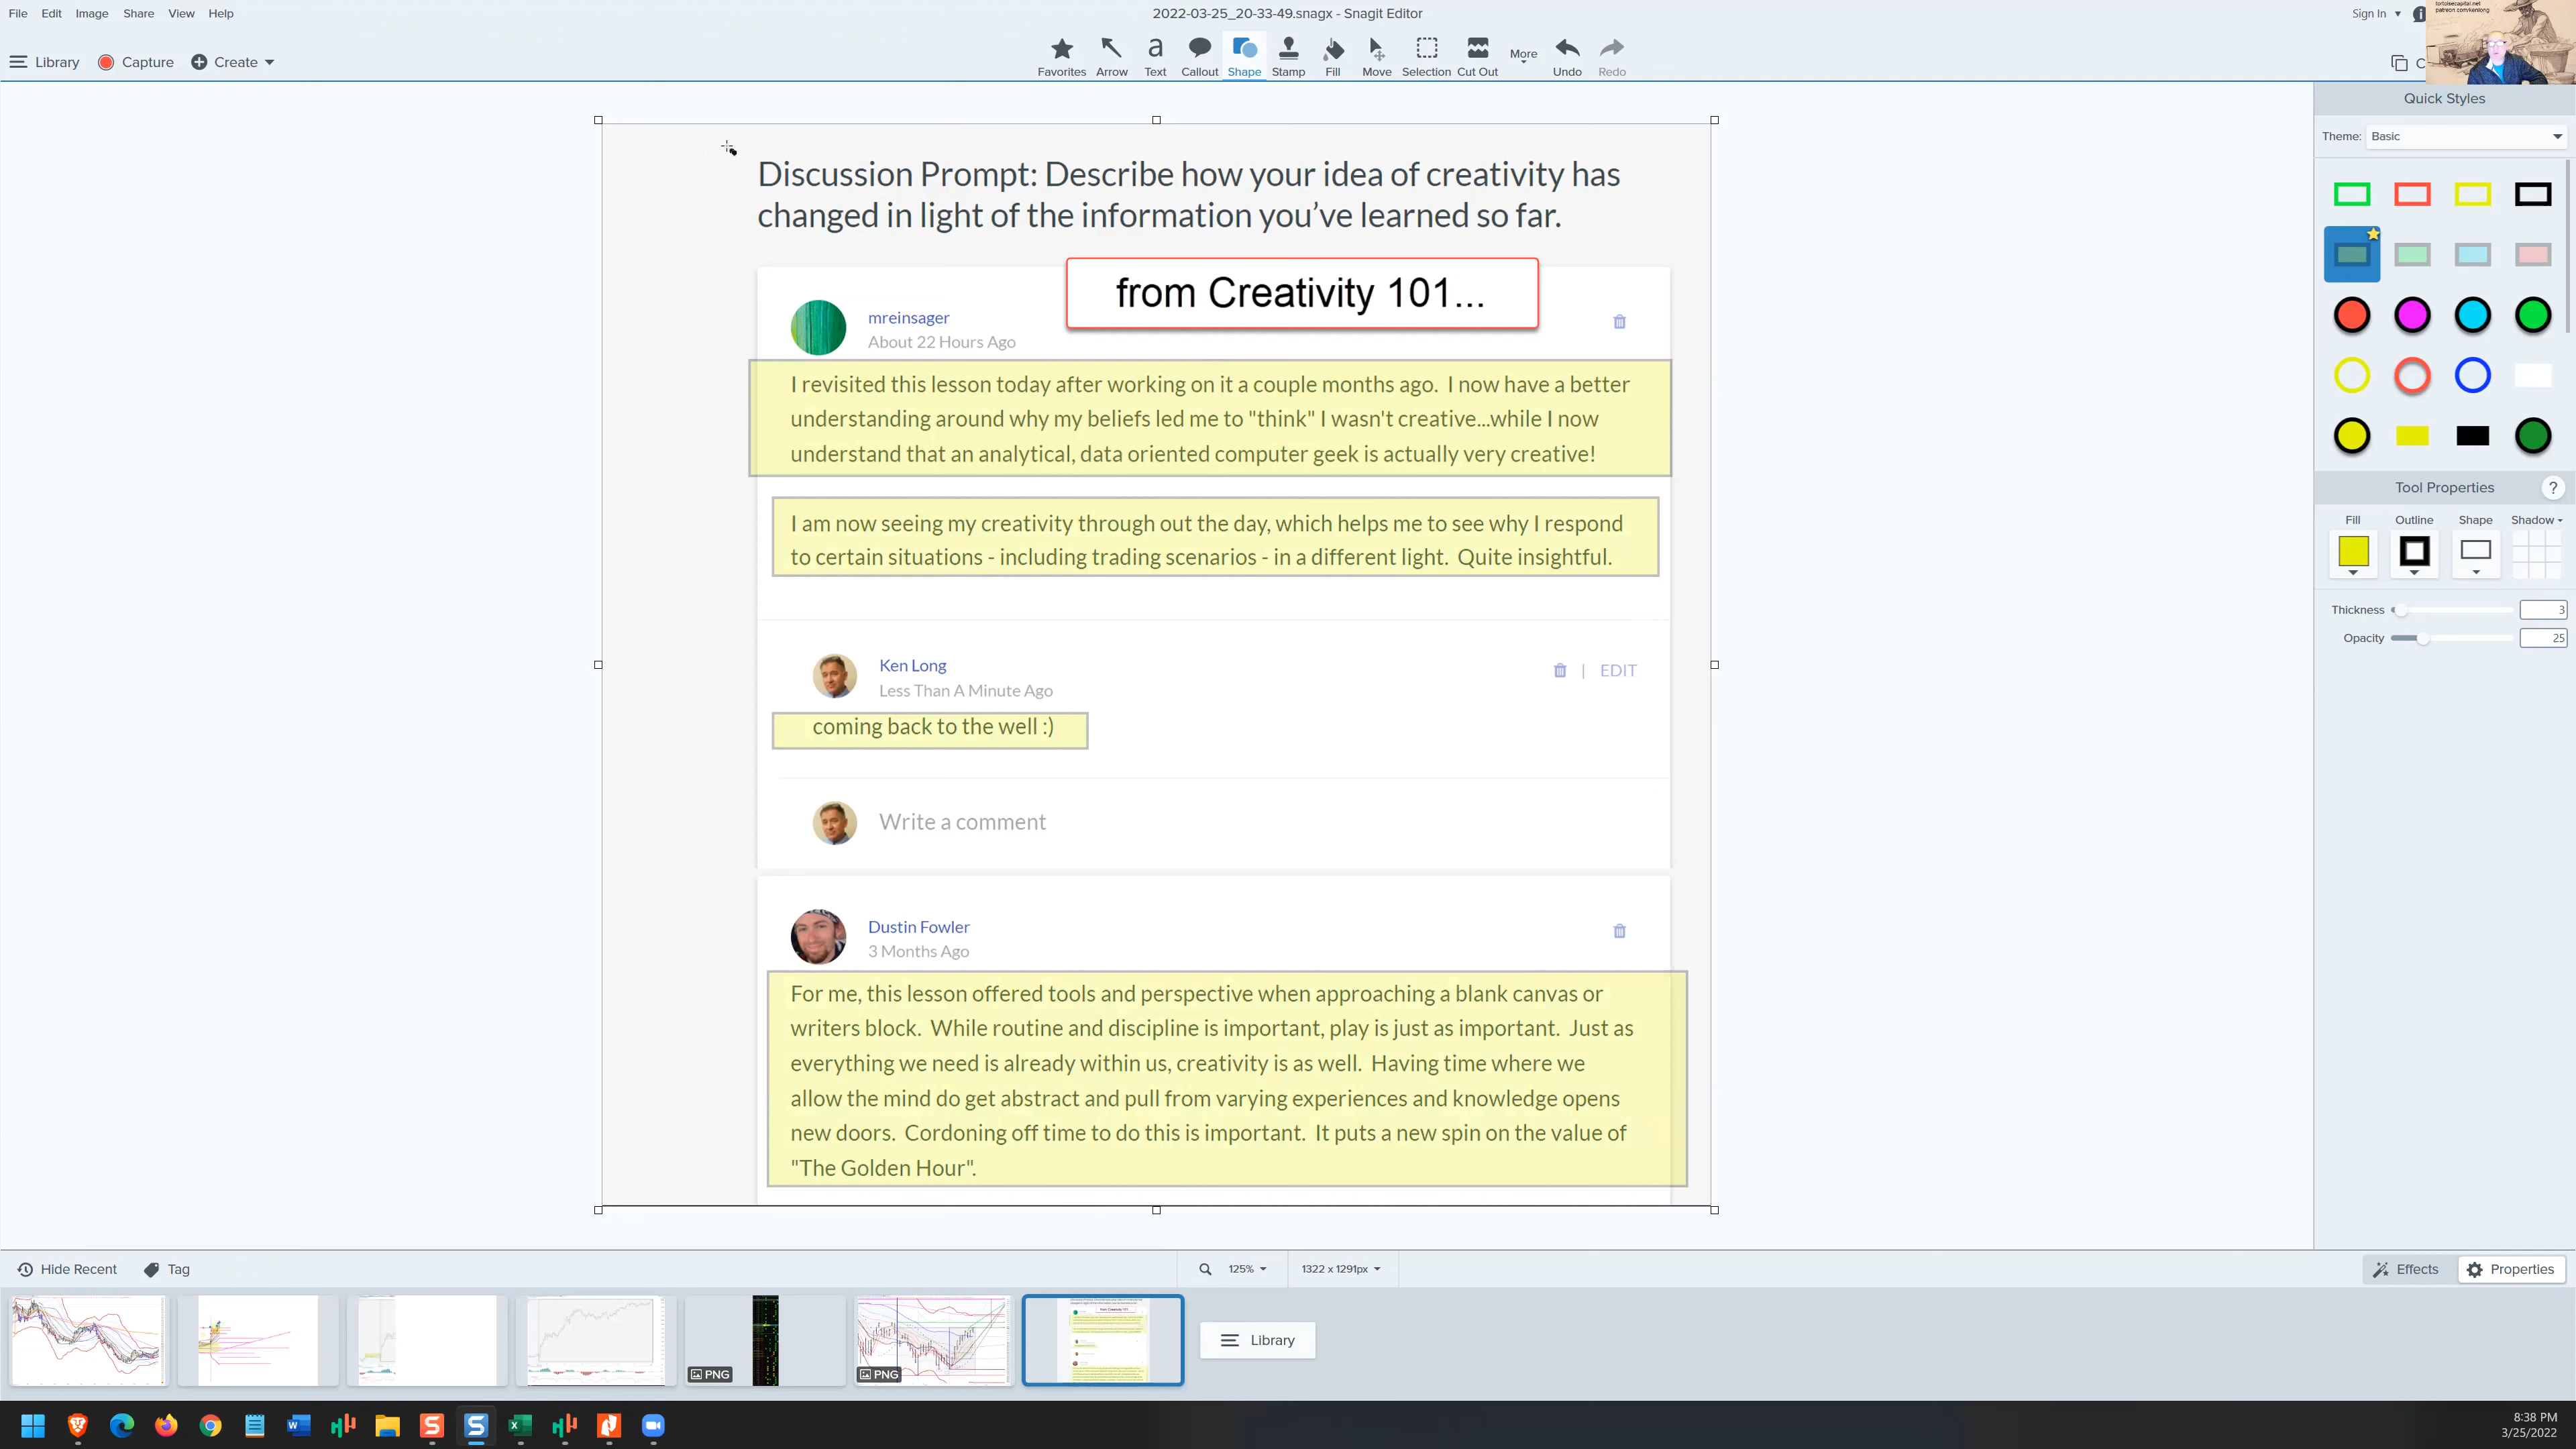 File Edit Image Share View Help
2022-03-25_20-33-49.snagx - Snagit Editor
Sign In
tortoisecapital.net
patreon.com/kenlong
Library Capture Create
Favorites Arrow Text Callout Shape Stamp Fill Move Selection Cut Out More Undo Redo
C
Quick Styles
Theme: Basic
Discussion Prompt: Describe how your idea of creativity has
changed in light of the information you've learned so far.
from Creativity 101...
mreinsager
About 22 Hours Ago
I revisited this lesson today after working on it a couple months ago. I now have a better
understanding around why my beliefs led me to "think" I wasn't creative...while I now
understand that an analytical, data oriented computer geek is actually very creative!
I am now seeing my creativity through out the day, which helps me to see why I respond
to certain situations - including trading scenarios - in a different light. Quite insightful.
Ken Long
Less Than A Minute Ago
| EDIT
coming back to the well :)
Write a comment
Dustin Fowler
3 Months Ago
For me, this lesson offered tools and perspective when approaching a blank canvas or
writers block. While routine and discipline is important, play is just as important. Just as
everything we need is already within us, creativity is as well. Having time where we
allow the mind do get abstract and pull from varying experiences and knowledge opens
new doors. Cordoning off time to do this is important. It puts a new spin on the value of
"The Golden Hour".
Tool Properties ?
Fill Outline Shape Shadow
Thickness 3
Opacity 25
Hide Recent Tag
125% 1322 x 1291px
Effects Properties
PNG
PNG
Library
8:38 PM
3/25/2022